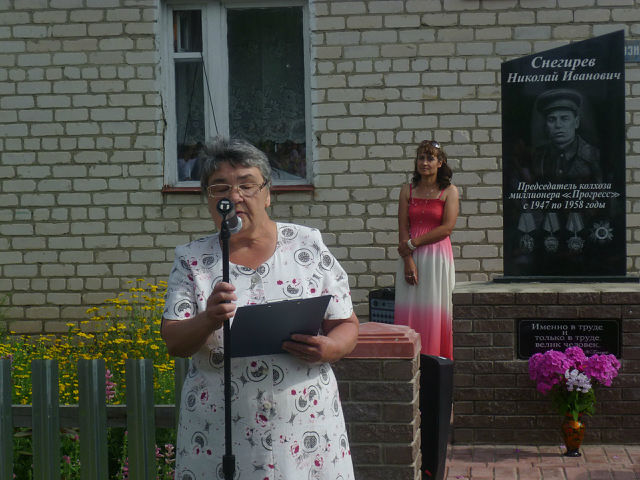 Снегирев
Николай Иванович
Председатель колхоза
миллионера «Прогресс»
с 1947 по 1958 годы
Именно в труде
и
только в труде
велик человек.